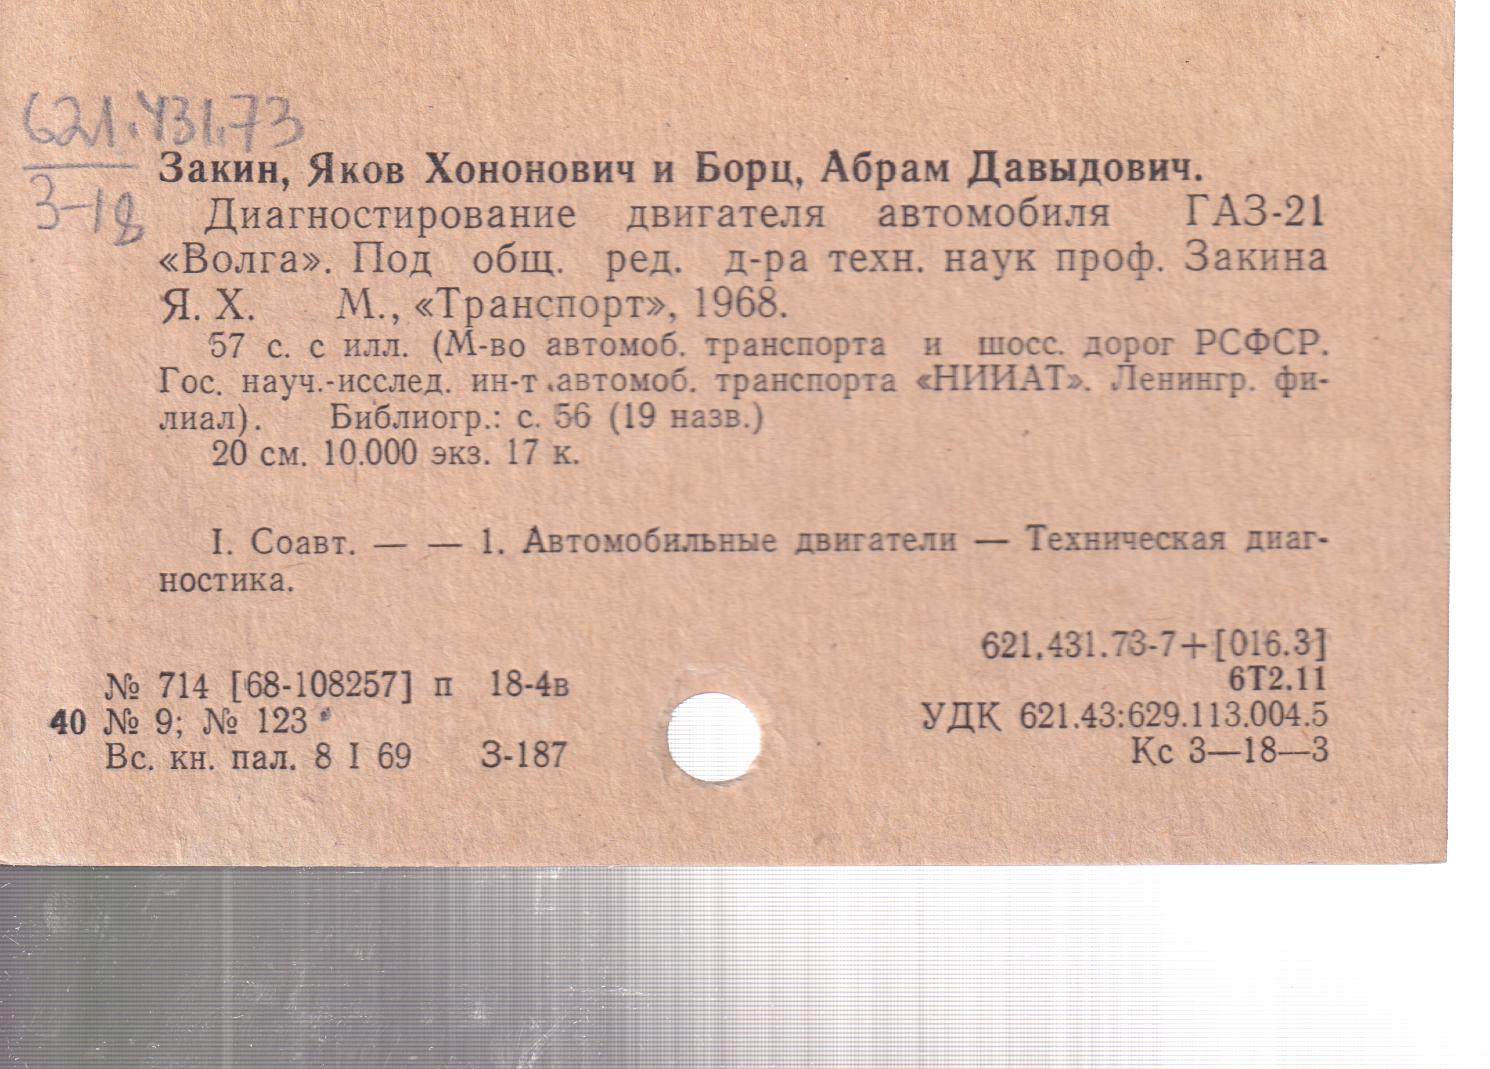 621.431.73
З-18
Закин, Яков Хононович и Борц, Абрам Давыдович.
Диагностирование двигателя автомобиля ГАЗ-21
«Волга». Под общ. ред. д-ра техн. наук проф. Закина
Я. Х. М., «Транспорт», 1968.
57 с. с илл. (М-во автомоб. транспорта и шосс. дорог РСФСР.
Гос. науч.-исслед. ин-т автомоб. транспорта «НИИАТ». Ленингр. фи-
лиал). Библиогр.: с. 56 (19 назв.)
20 см. 10.000 экз. 17 к.
I. Соавт. — — 1. Автомобильные двигатели — Техническая диаг-
ностика.
621.431.73-7+[016.3]
№ 714 [68-108257] п 18-4в
6Т2.11
40 № 9; № 123
УДК 621.43:629.113.004.5
Вс. кн. пал. 8 I 69 З-187
Кс 3—18—3